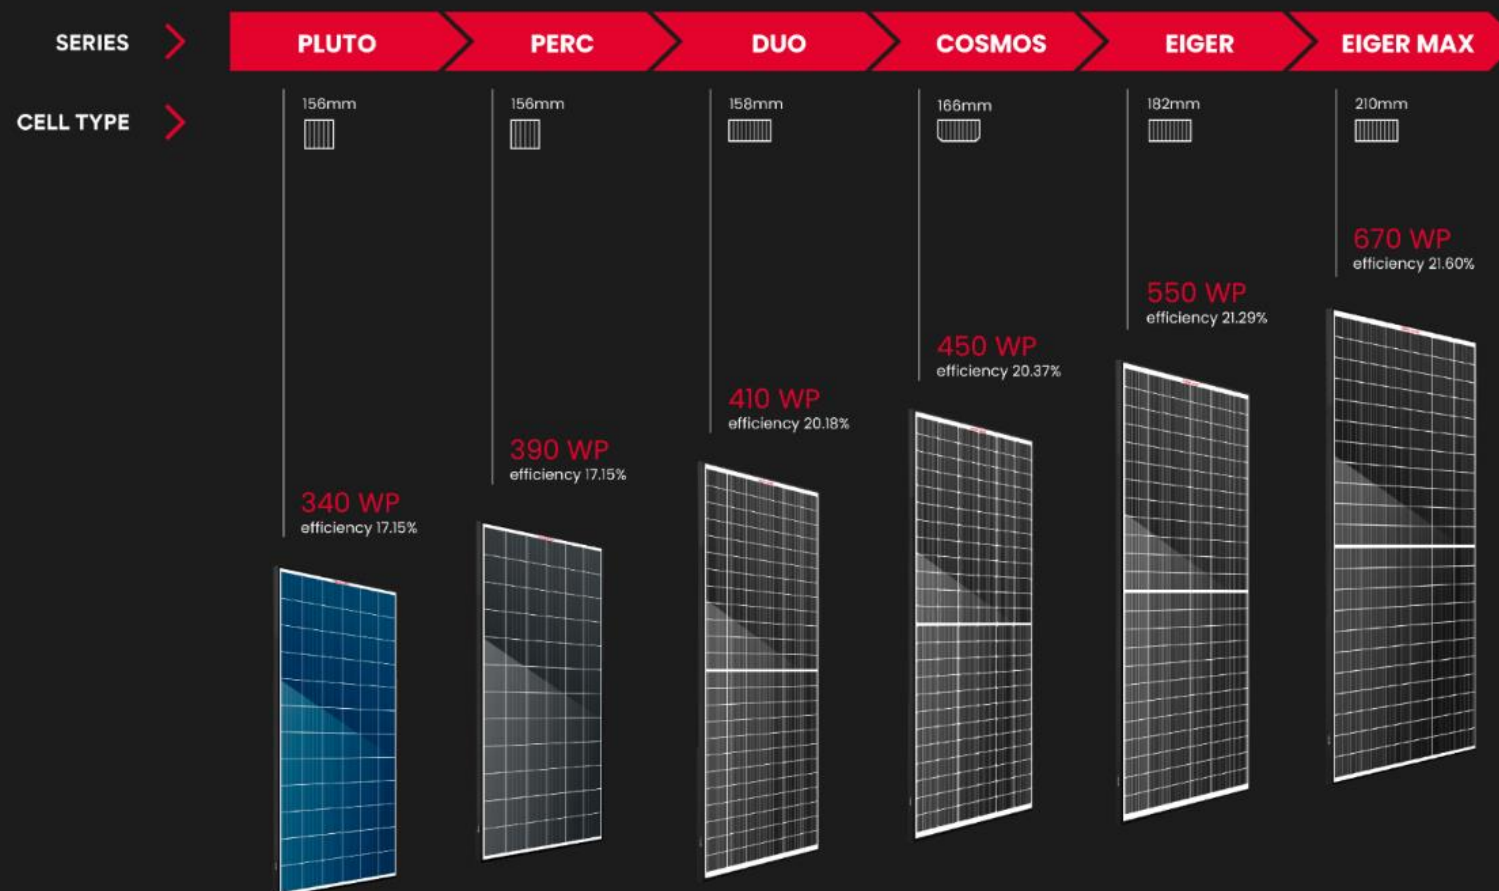 SERIES
PLUTO
PERC
DUO
COSMOS
EIGER
EIGER MAX
CELL TYPE
156mm
156mm
158mm
166mm
182mm
210mm
670 WP
efficiency 21.60%
550 WP
efficiency 21.29%
450 WP
efficiency 20.37%
410 WP
efficiency 20.18%
390 WP
efficiency 17.15%
340 WP
efficiency 17.15%